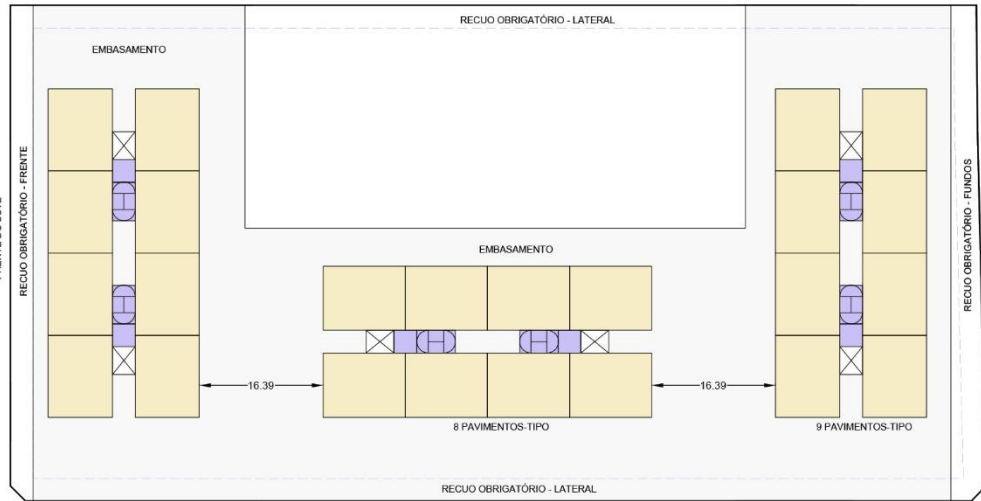 RECUO OBRIGATÓRIO - LATERAL
EMBASAMENTO
RECUO OBRIGATÓRIO - FRENTE
RECUO OBRIGATÓRIO - FUNDOS
EMBASAMENTO
16.39
16.39
8 PAVIMENTOS-TIPO
9 PAVIMENTOS-TIPO
RECUO OBRIGATÓRIO - LATERAL